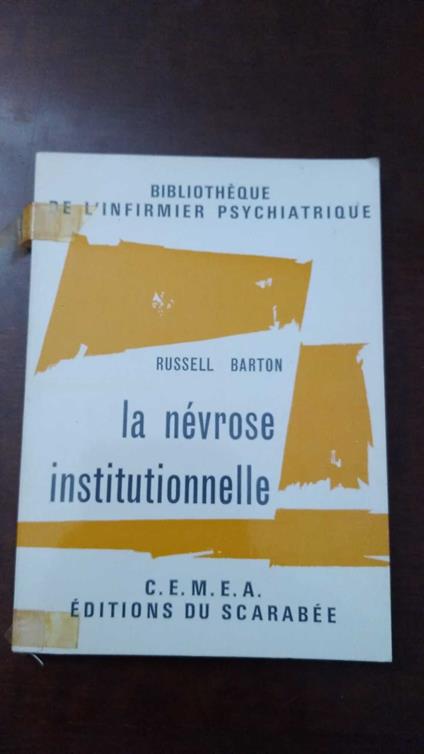 BIBLIOTHÈQUE
DE L'INFIRMIER PSYCHIATRIQUE
RUSSELL BARTON
la névrose
institutionnelle
C.E.M.E.A.
ÉDITIONS DU SCARABÉE